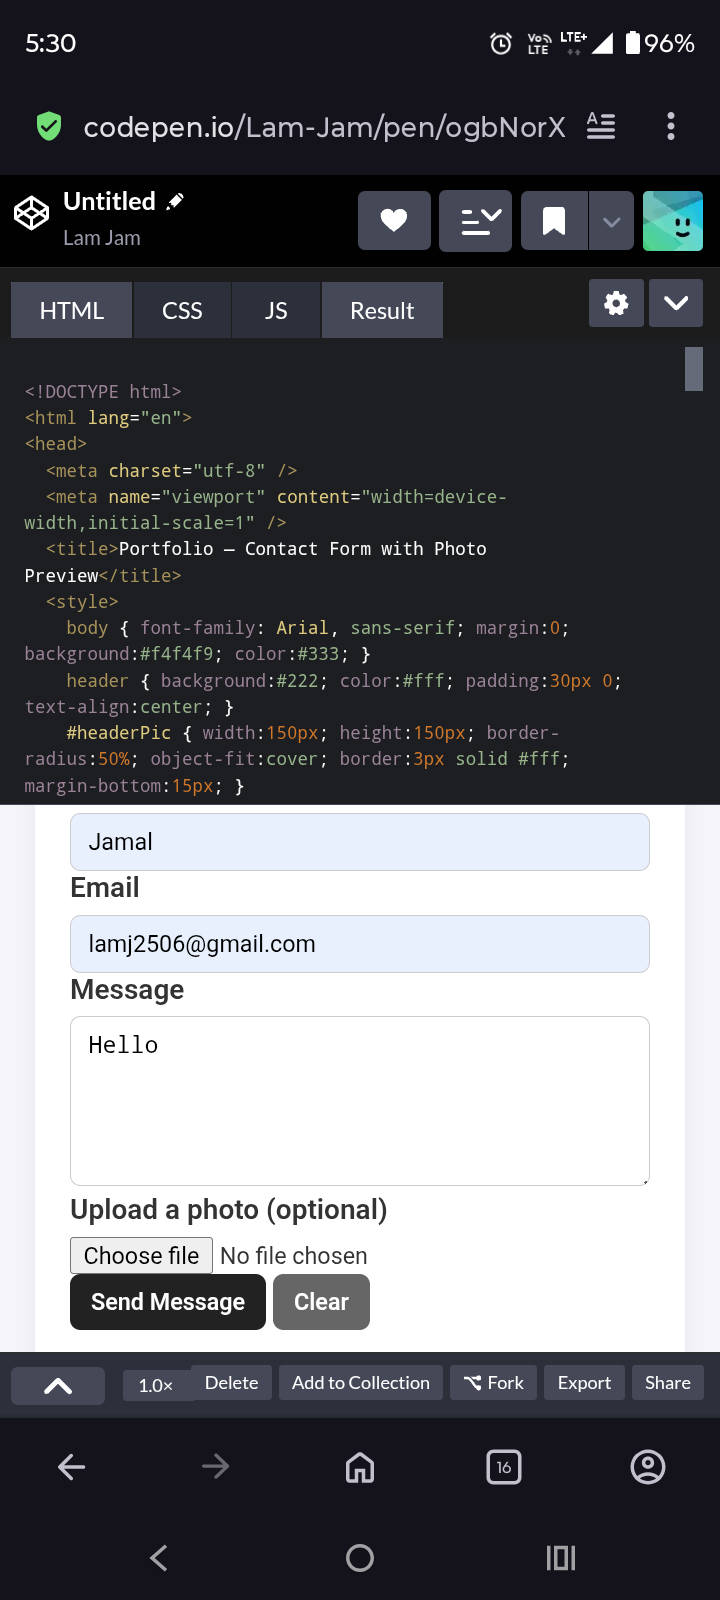 5:30
Vo) LTE LTE+ 96%
codepen.io/Lam-Jam/pen/ogbNorX
Untitled
Lam Jam
HTML CSS JS Result
<!DOCTYPE html>
<html lang="en">
<head>
<meta charset="utf-8" />
<meta name="viewport" content="width=device-
width,initial-scale=1" />
<title>Portfolio — Contact Form with Photo
Preview</title>
<style>
body { font-family: Arial, sans-serif; margin:0;
background:#f4f4f9; color:#333; }
header { background:#222; color:#fff; padding:30px 0;
text-align:center; }
#headerPic { width:150px; height:150px; border-
radius:50%; object-fit:cover; border:3px solid #fff;
margin-bottom:15px; }
Jamal
Email
lamj2506@gmail.com
Message
Hello
Upload a photo (optional)
Choose file No file chosen
Send Message Clear
1.0× Delete Add to Collection Fork Export Share
16